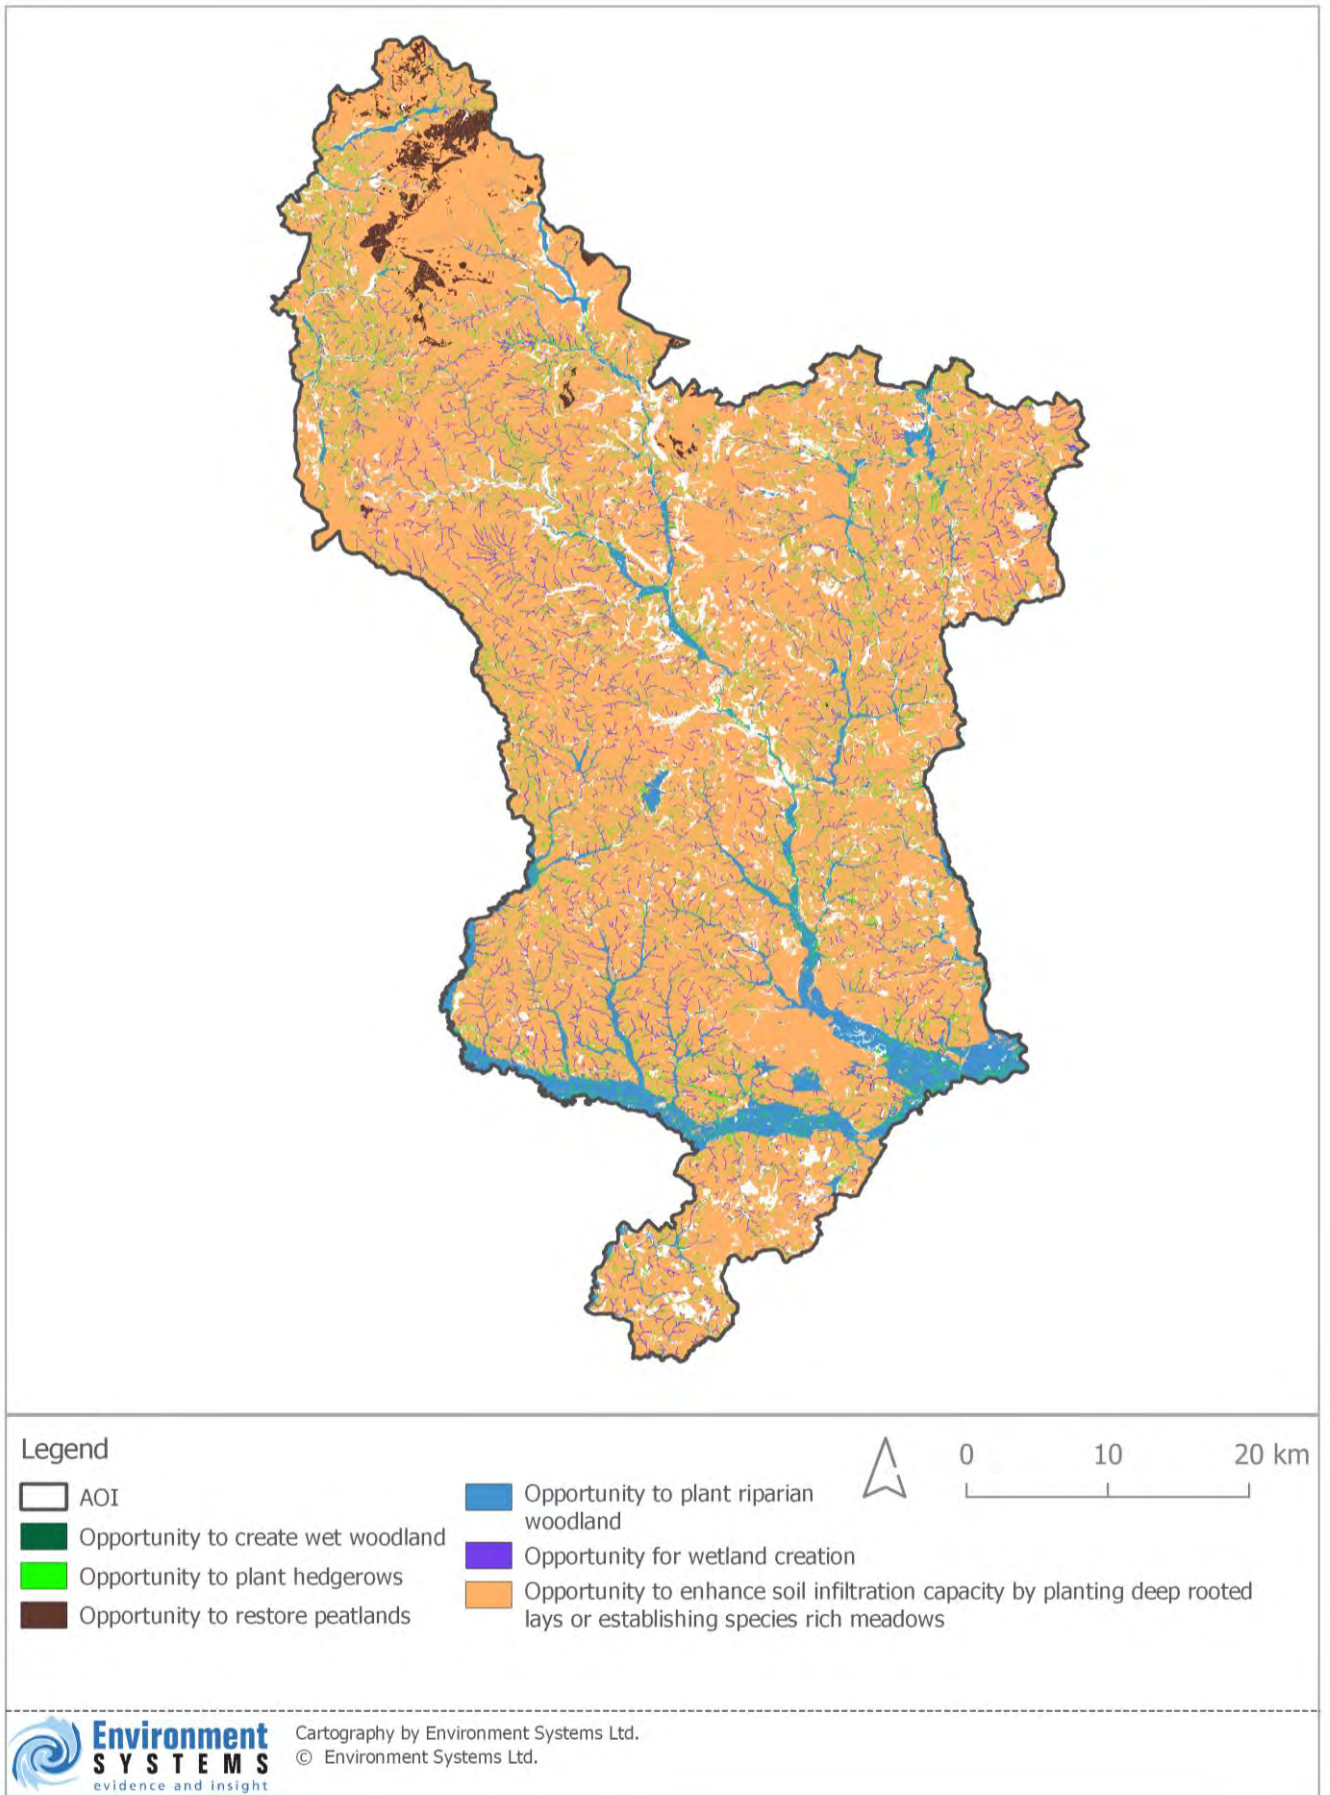 Legend
AOI
Opportunity to create wet woodland
Opportunity to plant hedgerows
Opportunity to restore peatlands
Opportunity to plant riparian
woodland
Opportunity for wetland creation
Opportunity to enhance soil infiltration capacity by planting deep rooted
lays or establishing species rich meadows
0 10 20 km
Environment
SYSTEMS
evidence and insight
Cartography by Environment Systems Ltd.
© Environment Systems Ltd.